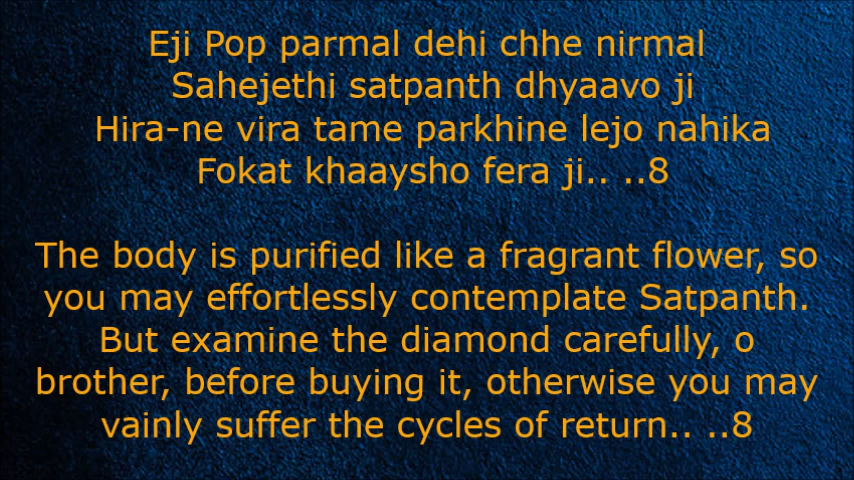 Eji Pop parmal dehi chhe nirmal
Sahejethi satpanth dhyaavo ji
Hira-ne vira tame parkhine lejo nahika
Fokat khaaysho fera ji.. ..8
The body is purified like a fragrant flower, so
you may effortlessly contemplate Satpanth.
But examine the diamond carefully, o
brother, before buying it, otherwise you may
vainly suffer the cycles of return.. ..8